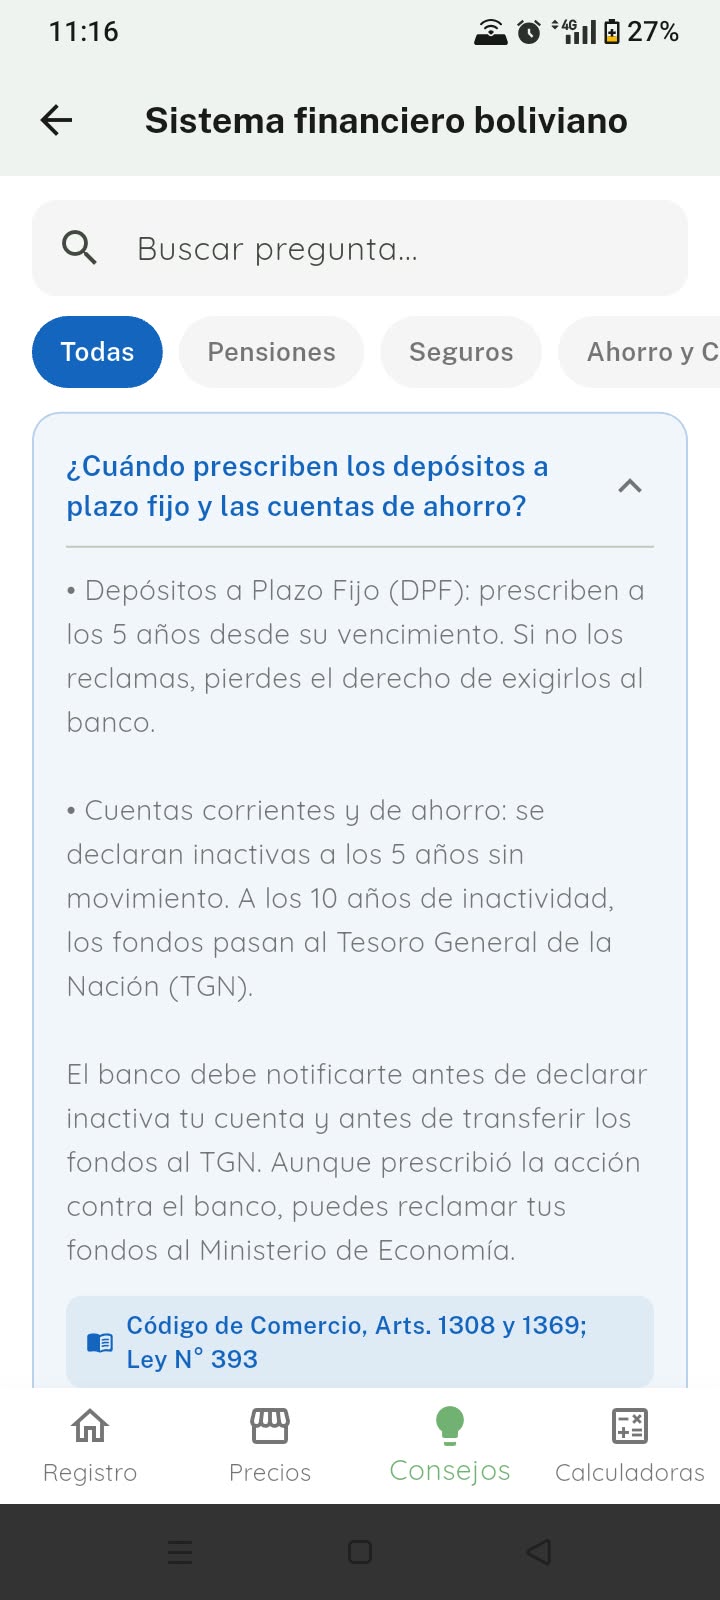 11:16
4G
27%
Sistema financiero boliviano
Buscar pregunta...
Todas
Pensiones
Seguros
Ahorro y C
¿Cuándo prescriben los depósitos a
plazo fijo y las cuentas de ahorro?
• Depósitos a Plazo Fijo (DPF): prescriben a
los 5 años desde su vencimiento. Si no los
reclamas, pierdes el derecho de exigirlos al
banco.
• Cuentas corrientes y de ahorro: se
declaran inactivas a los 5 años sin
movimiento. A los 10 años de inactividad,
los fondos pasan al Tesoro General de la
Nación (TGN).
El banco debe notificarte antes de declarar
inactiva tu cuenta y antes de transferir los
fondos al TGN. Aunque prescribió la acción
contra el banco, puedes reclamar tus
fondos al Ministerio de Economía.
Código de Comercio, Arts. 1308 y 1369;
Ley N° 393
Registro
Precios
Consejos
Calculadoras